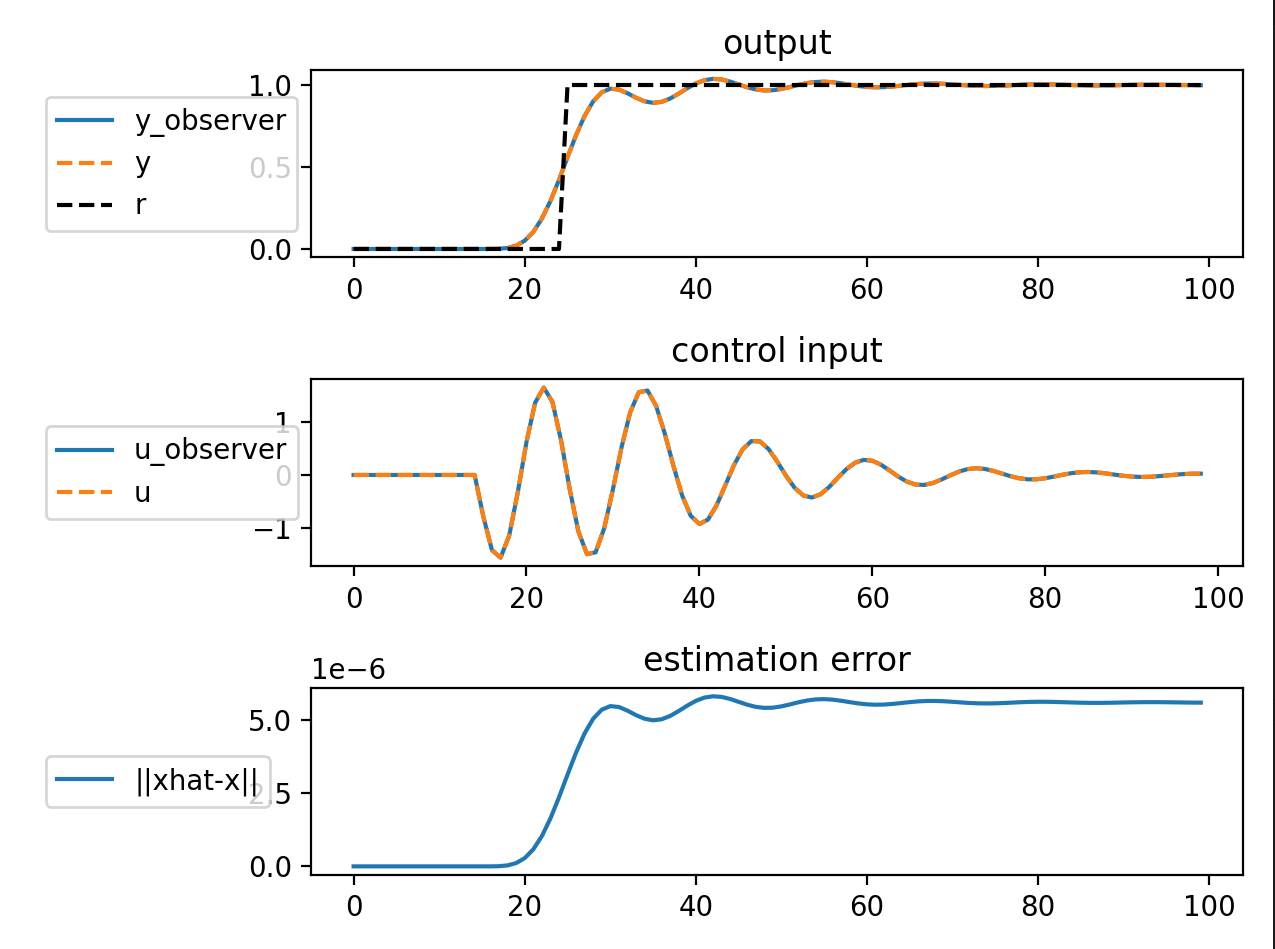 output
1.0
0.5
0.0
y_observer
y
r
0 20 40 60 80 100
control input
1
0
−1
u_observer
u
0 20 40 60 80 100
estimation error
1e−6
5.0
2.5
0.0
||xhat-x||
0 20 40 60 80 100